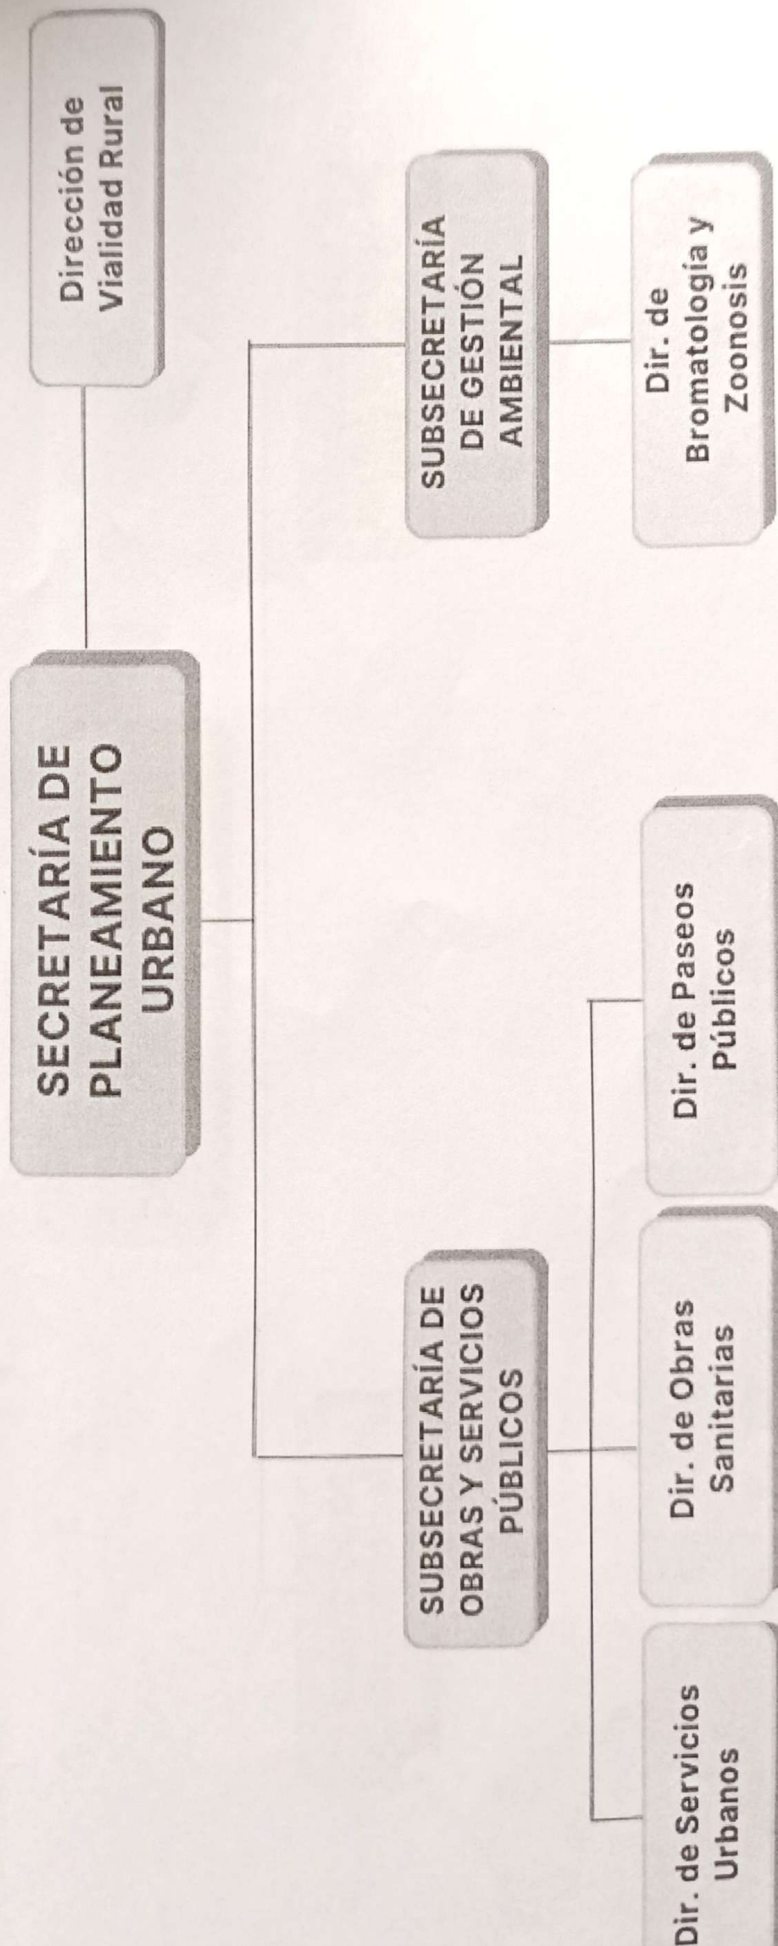 SECRETARÍA DE
PLANEAMIENTO
URBANO
Dirección de
Vialidad Rural
SUBSECRETARÍA DE
OBRAS Y SERVICIOS
PÚBLICOS
SUBSECRETARÍA
DE GESTIÓN
AMBIENTAL
Dir. de Servicios
Urbanos
Dir. de Obras
Sanitarias
Dir. de Paseos
Públicos
Dir. de
Bromatología y
Zoonosis